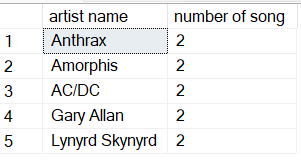 artist name number of song
1 Anthrax 2
2 Amorphis 2
3 AC/DC 2
4 Gary Allan 2
5 Lynyrd Skynyrd 2